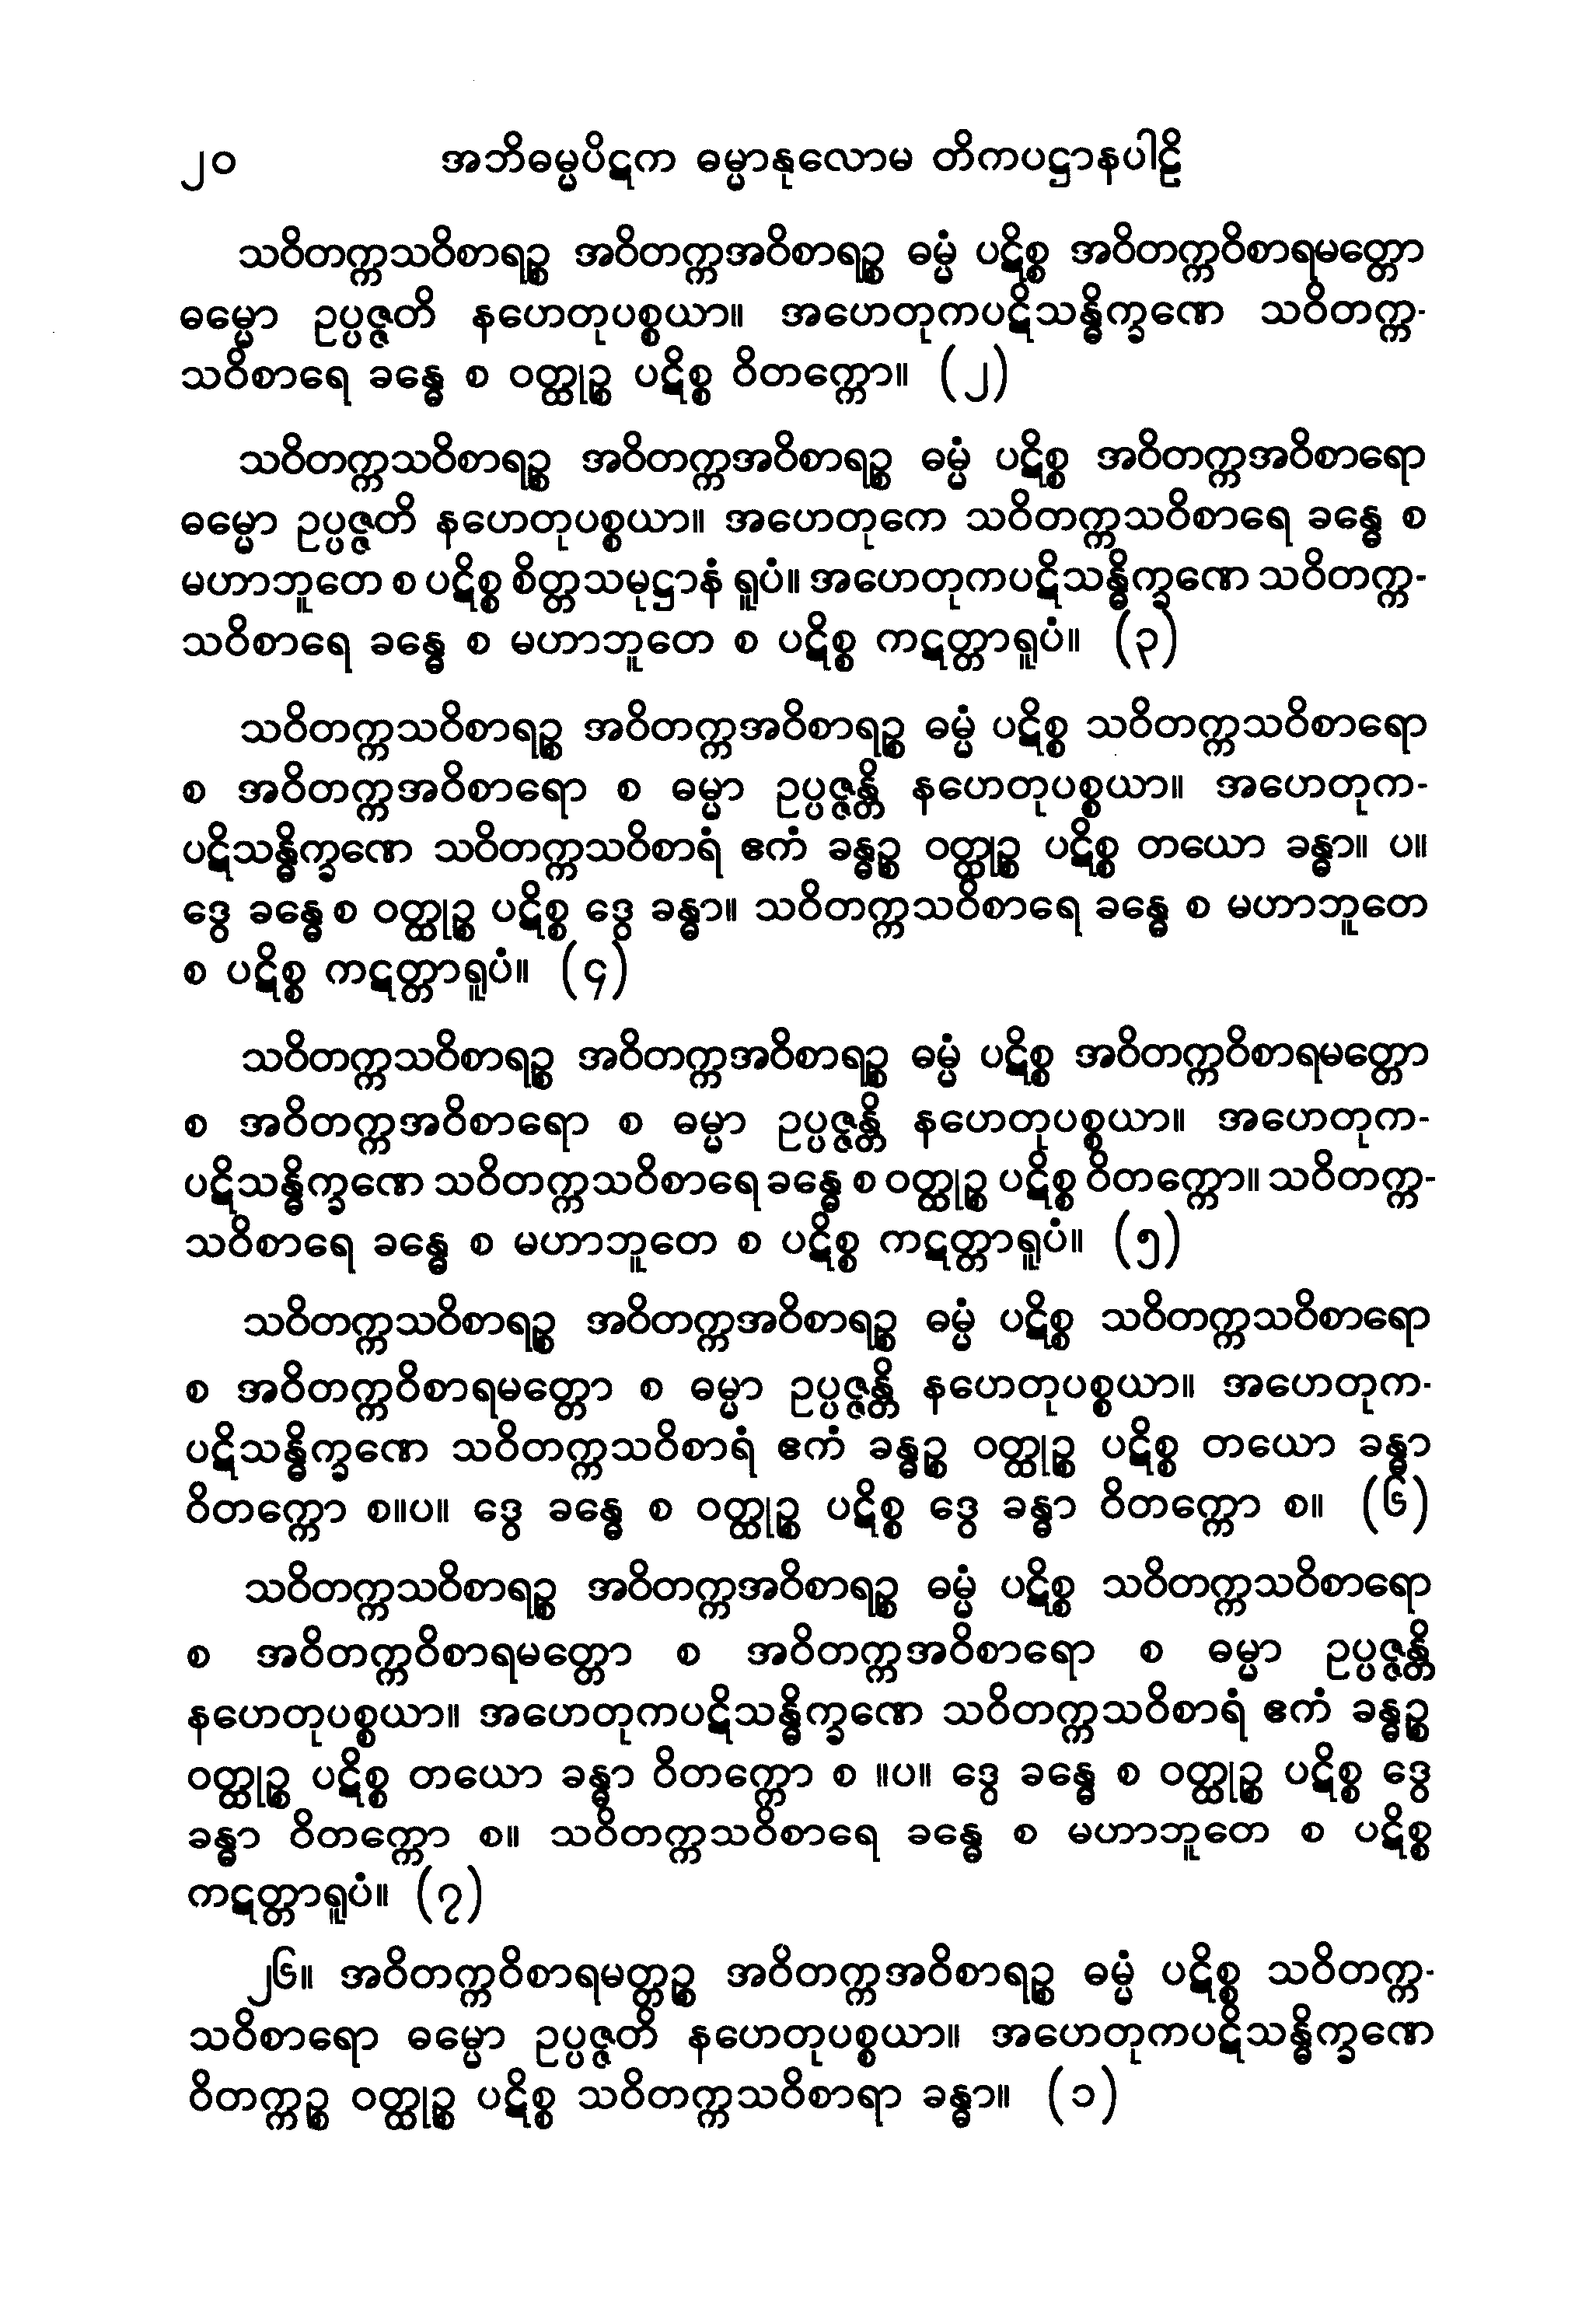 ၂၀ အဘိဓမ္မပိဋက ဓမ္မာနုလောမ တိကပဋ္ဌာနပါဠိ
သဝိတက္ကသဝိစာရဉ္စ အဝိတက္ကအဝိစာရဉ္စ ဓမ္မံ ပဋိစ္စ အဝိတက္ကဝိစာရမတ္တော
ဓမ္မော ဥပ္ပဇ္ဇတိ နဟေတုပစ္စယာ။ အဟေတုကပဋိသန္ဓိက္ခဏေ သဝိတက္က-
သဝိစာရေ ခန္ဓေ စ ဝတ္ထုဉ္စ ပဋိစ္စ ဝိတက္ကော။ (၂)
သဝိတက္ကသဝိစာရဉ္စ အဝိတက္ကအဝိစာရဉ္စ ဓမ္မံ ပဋိစ္စ အဝိတက္ကအဝိစာရော
ဓမ္မော ဥပ္ပဇ္ဇတိ နဟေတုပစ္စယာ။ အဟေတုကေ သဝိတက္ကသဝိစာရေ ခန္ဓေ စ
မဟာဘူတေ စ ပဋိစ္စ စိတ္တသမုဋ္ဌာနံ ရူပံ။ အဟေတုကပဋိသန္ဓိက္ခဏေ သဝိတက္က-
သဝိစာရေ ခန္ဓေ စ မဟာဘူတေ စ ပဋိစ္စ ကဋတ္တာရူပံ။ (၃)
သဝိတက္ကသဝိစာရဉ္စ အဝိတက္ကအဝိစာရဉ္စ ဓမ္မံ ပဋိစ္စ သဝိတက္ကသဝိစာရော
စ အဝိတက္ကအဝိစာရော စ ဓမ္မာ ဥပ္ပဇ္ဇန္တိ နဟေတုပစ္စယာ။ အဟေတုက-
ပဋိသန္ဓိက္ခဏေ သဝိတက္ကသဝိစာရံ ဧကံ ခန္ဓဉ္စ ဝတ္ထုဉ္စ ပဋိစ္စ တယော ခန္ဓာ။ ပ။
ဒွေ ခန္ဓေ စ ဝတ္ထုဉ္စ ပဋိစ္စ ဒွေ ခန္ဓာ။ သဝိတက္ကသဝိစာရေ ခန္ဓေ စ မဟာဘူတေ
စ ပဋိစ္စ ကဋတ္တာရူပံ။ (၄)
သဝိတက္ကသဝိစာရဉ္စ အဝိတက္ကအဝိစာရဉ္စ ဓမ္မံ ပဋိစ္စ အဝိတက္ကဝိစာရမတ္တော
စ အဝိတက္ကအဝိစာရော စ ဓမ္မာ ဥပ္ပဇ္ဇန္တိ နဟေတုပစ္စယာ။ အဟေတုက-
ပဋိသန္ဓိက္ခဏေ သဝိတက္ကသဝိစာရေ ခန္ဓေ စ ဝတ္ထုဉ္စ ပဋိစ္စ ဝိတက္ကော။ သဝိတက္က-
သဝိစာရေ ခန္ဓေ စ မဟာဘူတေ စ ပဋိစ္စ ကဋတ္တာရူပံ။ (၅)
သဝိတက္ကသဝိစာရဉ္စ အဝိတက္ကအဝိစာရဉ္စ ဓမ္မံ ပဋိစ္စ သဝိတက္ကသဝိစာရော
စ အဝိတက္ကဝိစာရမတ္တော စ ဓမ္မာ ဥပ္ပဇ္ဇန္တိ နဟေတုပစ္စယာ။ အဟေတုက-
ပဋိသန္ဓိက္ခဏေ သဝိတက္ကသဝိစာရံ ဧကံ ခန္ဓဉ္စ ဝတ္ထုဉ္စ ပဋိစ္စ တယော ခန္ဓာ
ဝိတက္ကော စ။ပ။ ဒွေ ခန္ဓေ စ ဝတ္ထုဉ္စ ပဋိစ္စ ဒွေ ခန္ဓာ ဝိတက္ကော စ။ (၆)
သဝိတက္ကသဝိစာရဉ္စ အဝိတက္ကအဝိစာရဉ္စ ဓမ္မံ ပဋိစ္စ သဝိတက္ကသဝိစာရော
စ အဝိတက္ကဝိစာရမတ္တော စ အဝိတက္ကအဝိစာရော စ ဓမ္မာ ဥပ္ပဇ္ဇန္တိ
နဟေတုပစ္စယာ။ အဟေတုကပဋိသန္ဓိက္ခဏေ သဝိတက္ကသဝိစာရံ ဧကံ ခန္ဓဉ္စ
ဝတ္ထုဉ္စ ပဋိစ္စ တယော ခန္ဓာ ဝိတက္ကော စ ။ပ။ ဒွေ ခန္ဓေ စ ဝတ္ထုဉ္စ ပဋိစ္စ ဒွေ
ခန္ဓာ ဝိတက္ကော စ။ သဝိတက္ကသဝိစာရေ ခန္ဓေ စ မဟာဘူတေ စ ပဋိစ္စ
ကဋတ္တာရူပံ။ (၇)
၂၆။ အဝိတက္ကဝိစာရမတ္တဉ္စ အဝိတက္ကအဝိစာရဉ္စ ဓမ္မံ ပဋိစ္စ သဝိတက္က-
သဝိစာရော ဓမ္မော ဥပ္ပဇ္ဇတိ နဟေတုပစ္စယာ။ အဟေတုကပဋိသန္ဓိက္ခဏေ
ဝိတက္ကဉ္စ ဝတ္ထုဉ္စ ပဋိစ္စ သဝိတက္ကသဝိစာရာ ခန္ဓာ။ (၁)